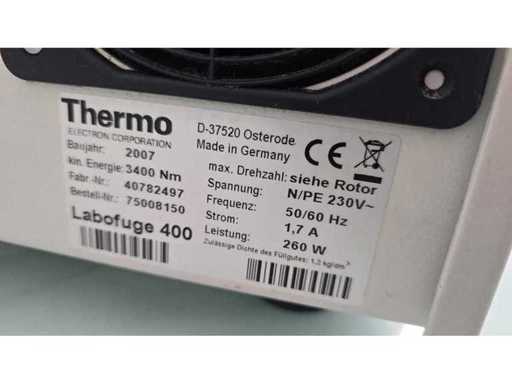 Thermo
ELECTRON CORPORATION
D-37520 Osterode
Made in Germany
CE
Baujahr: 2007
kin. Energie: 3400 Nm
Fabr.-Nr.: 40782497
Bestell-Nr.: 75008150
Labofuge 400
max. Drehzahl: siehe Rotor
Spannung: N/PE 230V~
Frequenz: 50/60 Hz
Strom: 1,7 A
Leistung: 260 W
Zulässige Dichte des Füllgutes: 1,2 kg/dm³